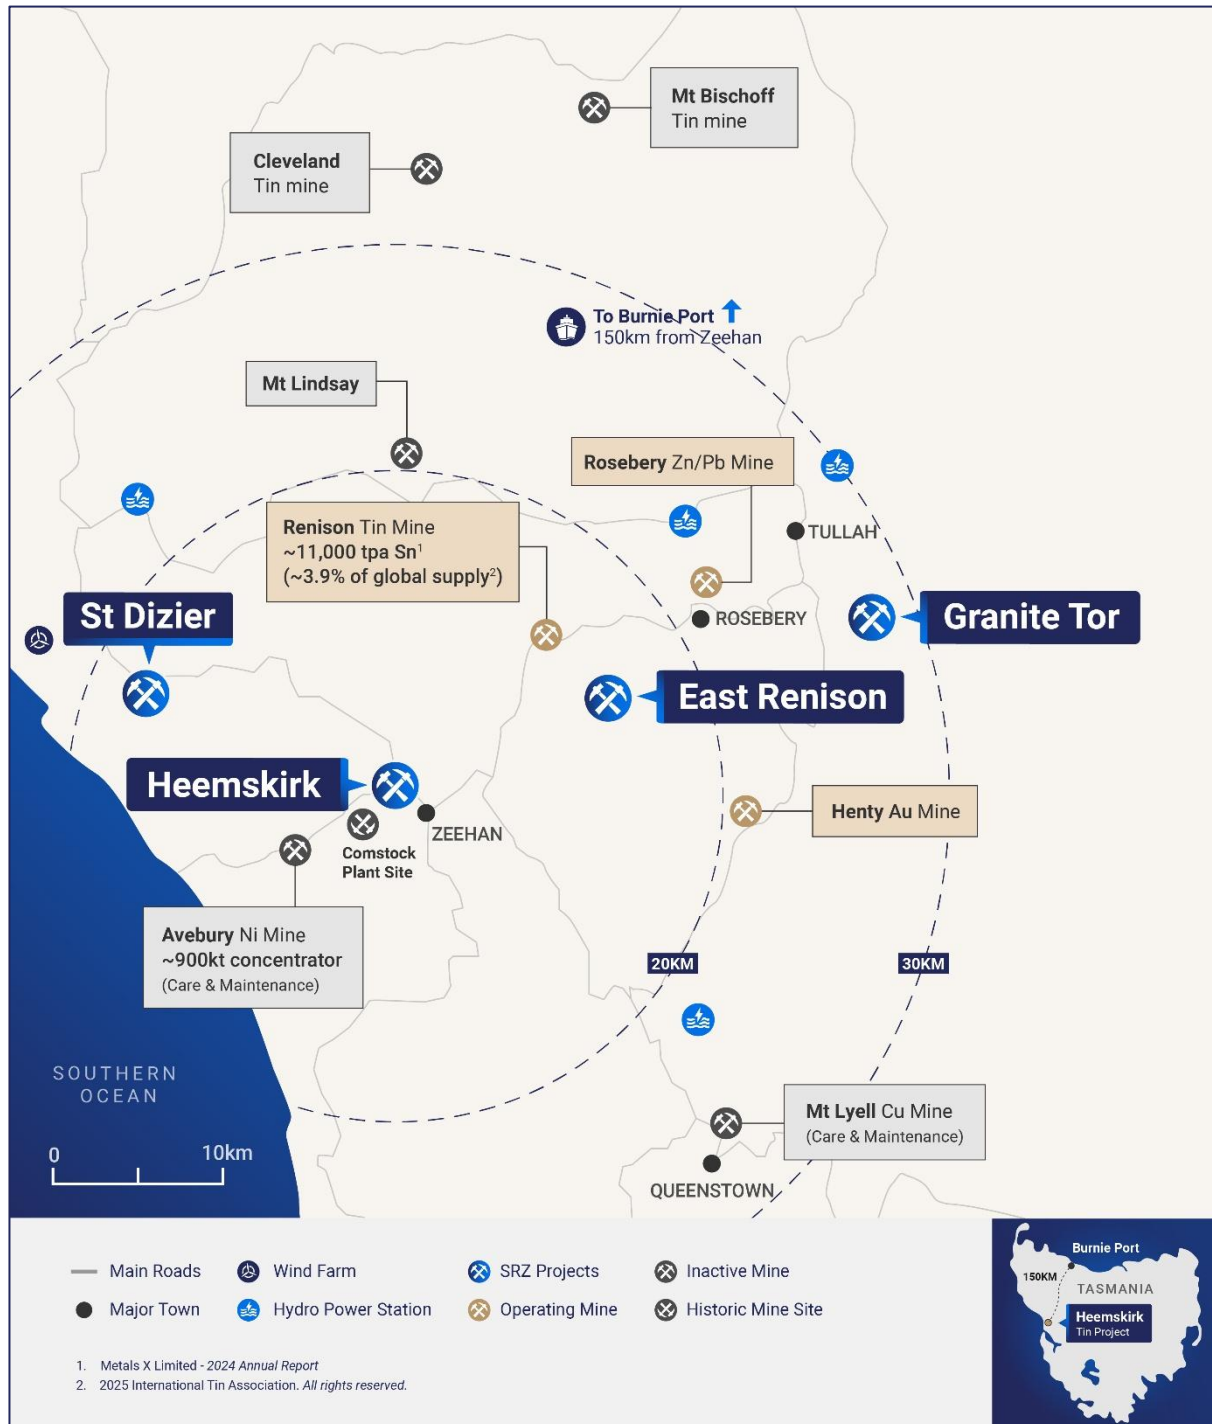 Mt Bischoff
Tin mine
Cleveland
Tin mine
To Burnie Port
150km from Zeehan
Mt Lindsay
Rosebery Zn/Pb Mine
Renison Tin Mine
~11,000 tpa Sn¹
(~3.9% of global supply²)
TULLAH
St Dizier
ROSEBERY
Granite Tor
East Renison
Heemskirk
Henty Au Mine
ZEEHAN
Comstock
Plant Site
Avebury Ni Mine
~900kt concentrator
(Care & Maintenance)
20KM
30KM
SOUTHERN
OCEAN
Mt Lyell Cu Mine
(Care & Maintenance)
0 10km
QUEENSTOWN
Main Roads
Wind Farm
SRZ Projects
Inactive Mine
Major Town
Hydro Power Station
Operating Mine
Historic Mine Site
1. Metals X Limited - 2024 Annual Report
2. 2025 International Tin Association. All rights reserved.
Burnie Port
150KM
TASMANIA
Heemskirk
Tin Project